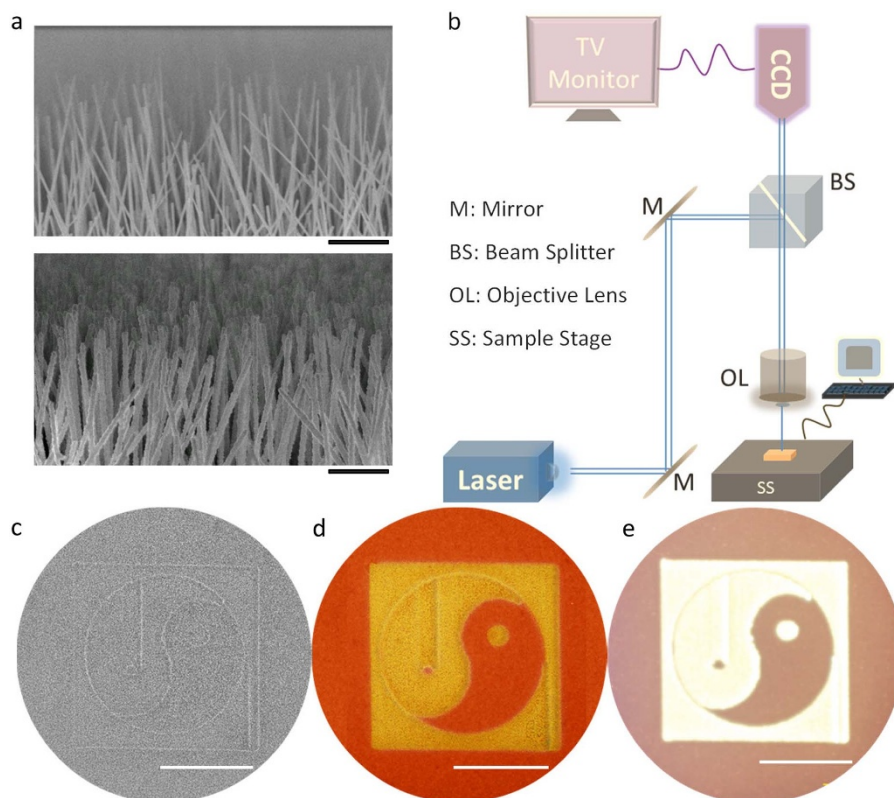 a
b
TV
Monitor
CCD
BS
M
M: Mirror
BS: Beam Splitter
OL: Objective Lens
SS: Sample Stage
OL
Laser
M
SS
c
d
e